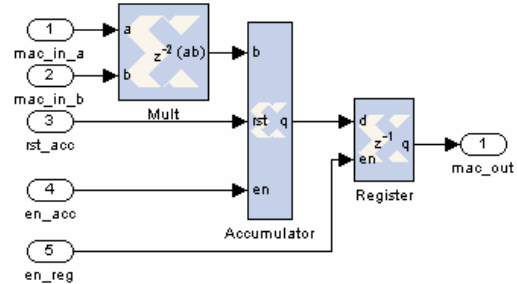 1
mac_in_a
2
mac_in_b
3
rst_acc
4
en_acc
5
en_reg
a
b
z-2 (ab)
Mult
b
rst q
en
Accumulator
d
z-1 q
en
Register
1
mac_out